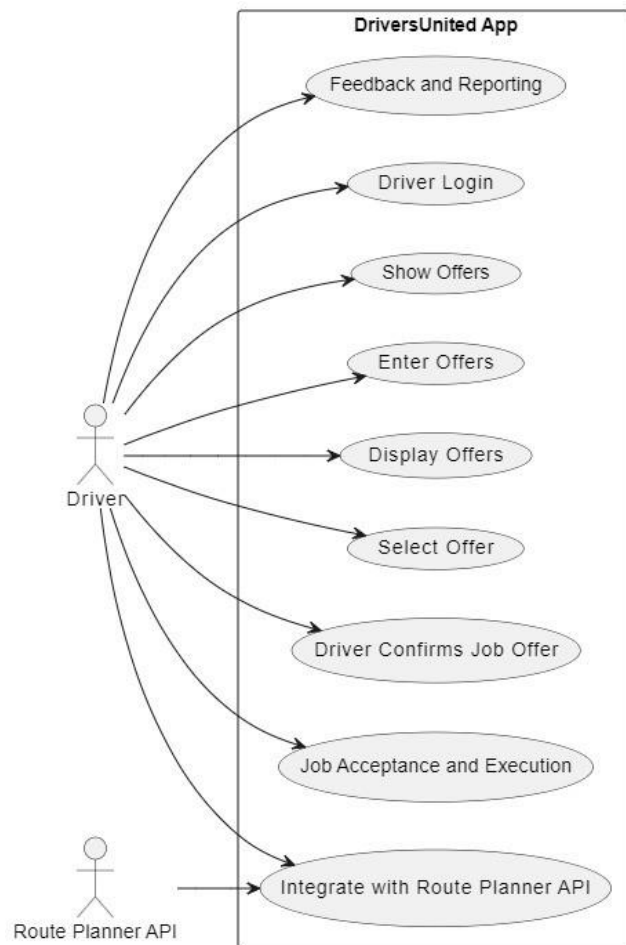 DriversUnited App
Feedback and Reporting
Driver Login
Show Offers
Enter Offers
Display Offers
Driver
Select Offer
Driver Confirms Job Offer
Job Acceptance and Execution
Integrate with Route Planner API
Route Planner API